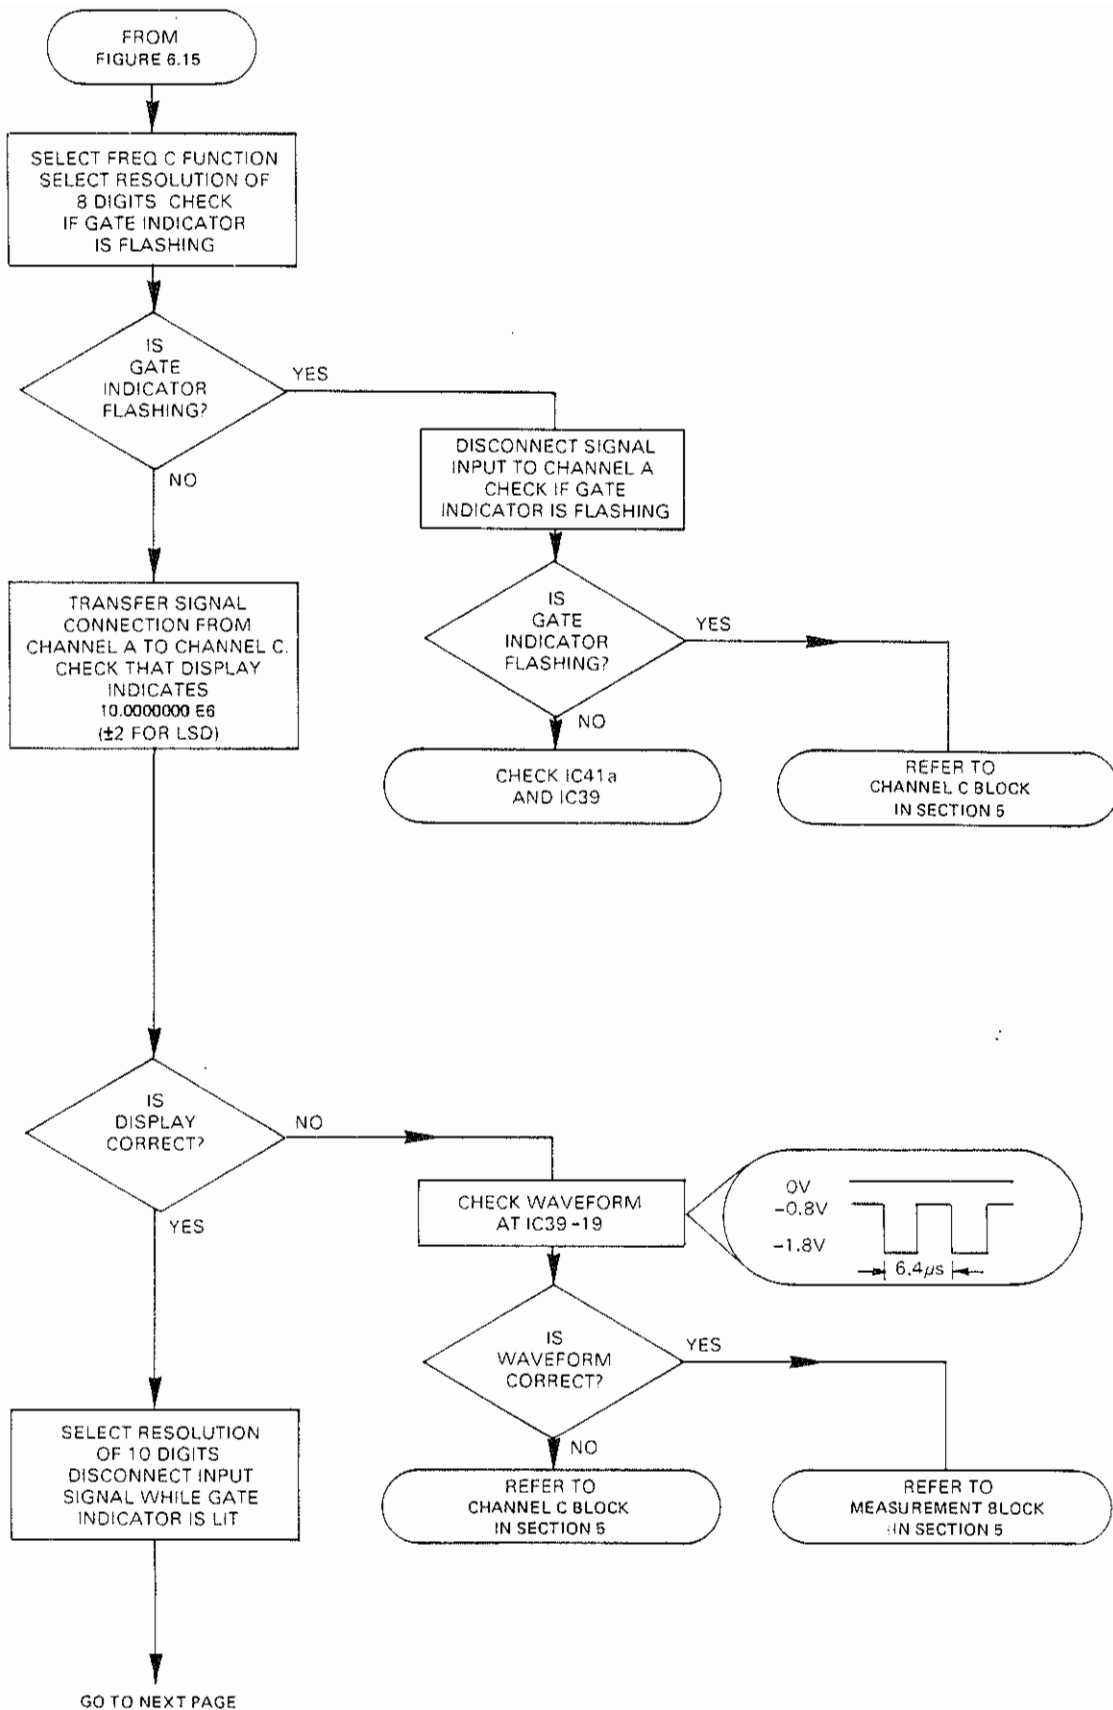 FROM
FIGURE 6.15
SELECT FREQ C FUNCTION
SELECT RESOLUTION OF
8 DIGITS CHECK
IF GATE INDICATOR
IS FLASHING
IS
GATE
INDICATOR
FLASHING?
YES
NO
DISCONNECT SIGNAL
INPUT TO CHANNEL A
CHECK IF GATE
INDICATOR IS FLASHING
TRANSFER SIGNAL
CONNECTION FROM
CHANNEL A TO CHANNEL C.
CHECK THAT DISPLAY
INDICATES
10.0000000 E6
(±2 FOR LSD)
IS
GATE
INDICATOR
FLASHING?
YES
NO
CHECK IC41a
AND IC39
REFER TO
CHANNEL C BLOCK
IN SECTION 5
IS
DISPLAY
CORRECT?
NO
YES
CHECK WAVEFORM
AT IC39-19
0V
-0.8V
-1.8V
6.4μs
IS
WAVEFORM
CORRECT?
YES
NO
SELECT RESOLUTION
OF 10 DIGITS
DISCONNECT INPUT
SIGNAL WHILE GATE
INDICATOR IS LIT
REFER TO
CHANNEL C BLOCK
IN SECTION 5
REFER TO
MEASUREMENT BLOCK
IN SECTION 5
GO TO NEXT PAGE